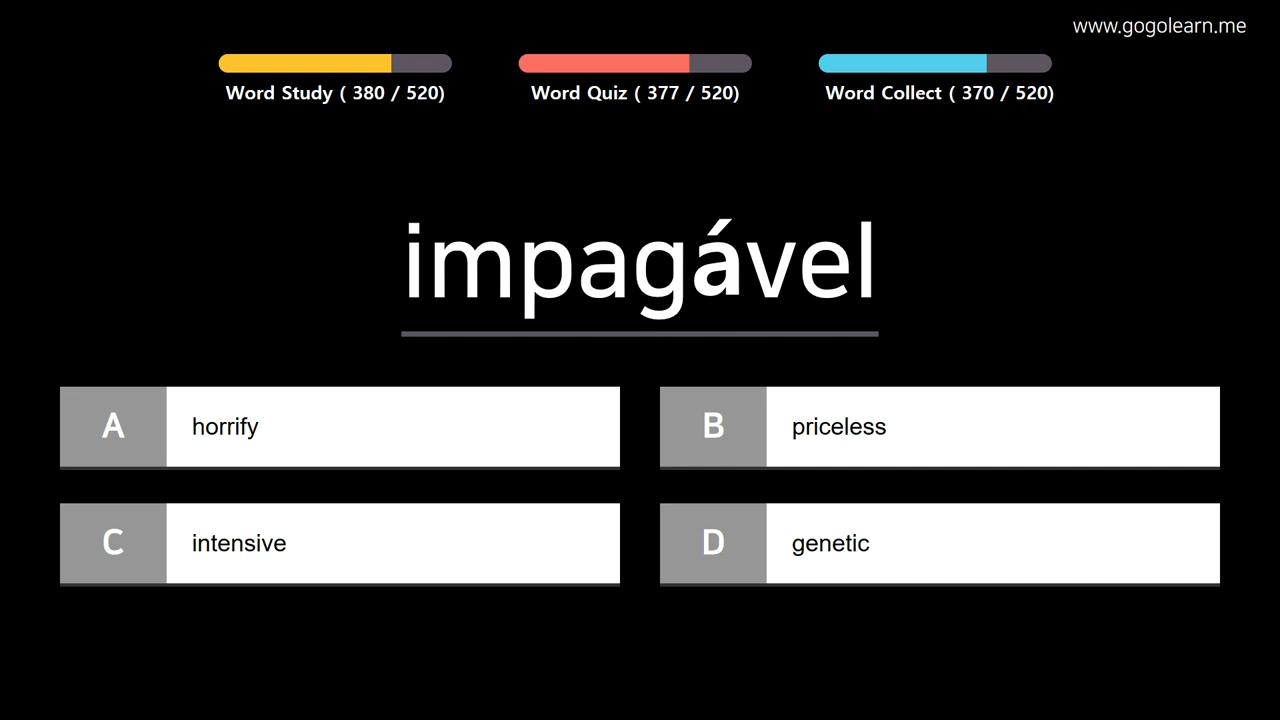 www.gogolearn.me
Word Study ( 380 / 520)
Word Quiz ( 377 / 520)
Word Collect ( 370 / 520)
impagável
A horrify
B priceless
C intensive
D genetic